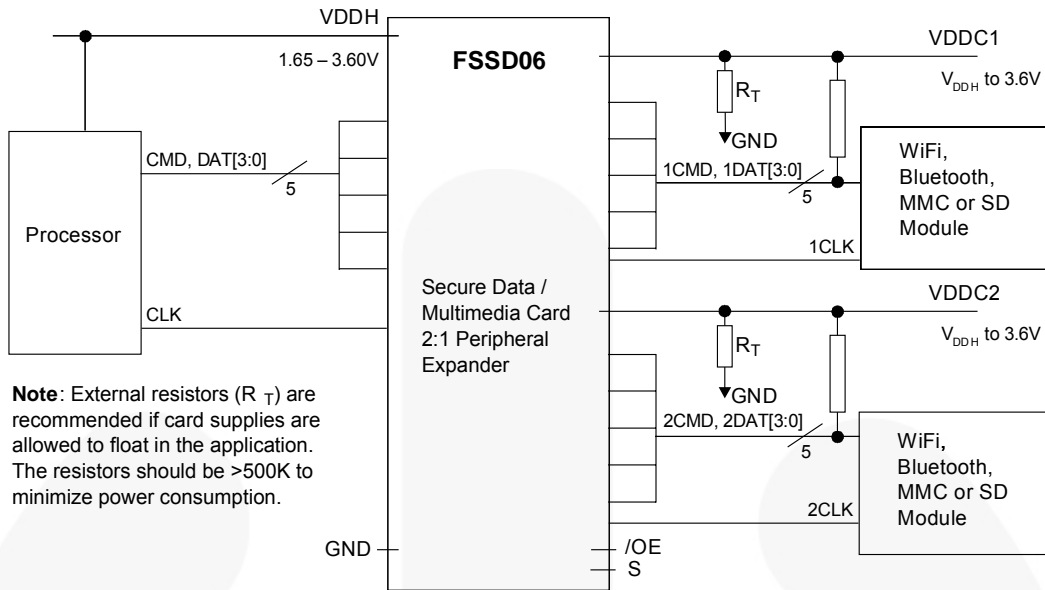 VDDH
1.65 – 3.60V
Processor
CMD, DAT[3:0]
5
CLK
Note: External resistors (R T) are
recommended if card supplies are
allowed to float in the application.
The resistors should be >500K to
minimize power consumption.
GND
FSSD06
Secure Data /
Multimedia Card
2:1 Peripheral
Expander
VDDC1
VDDH to 3.6V
RT
GND
1CMD, 1DAT[3:0]
5
1CLK
WiFi,
Bluetooth,
MMC or SD
Module
VDDC2
VDDH to 3.6V
RT
GND
2CMD, 2DAT[3:0]
5
2CLK
WiFi,
Bluetooth,
MMC or SD
Module
/OE
S